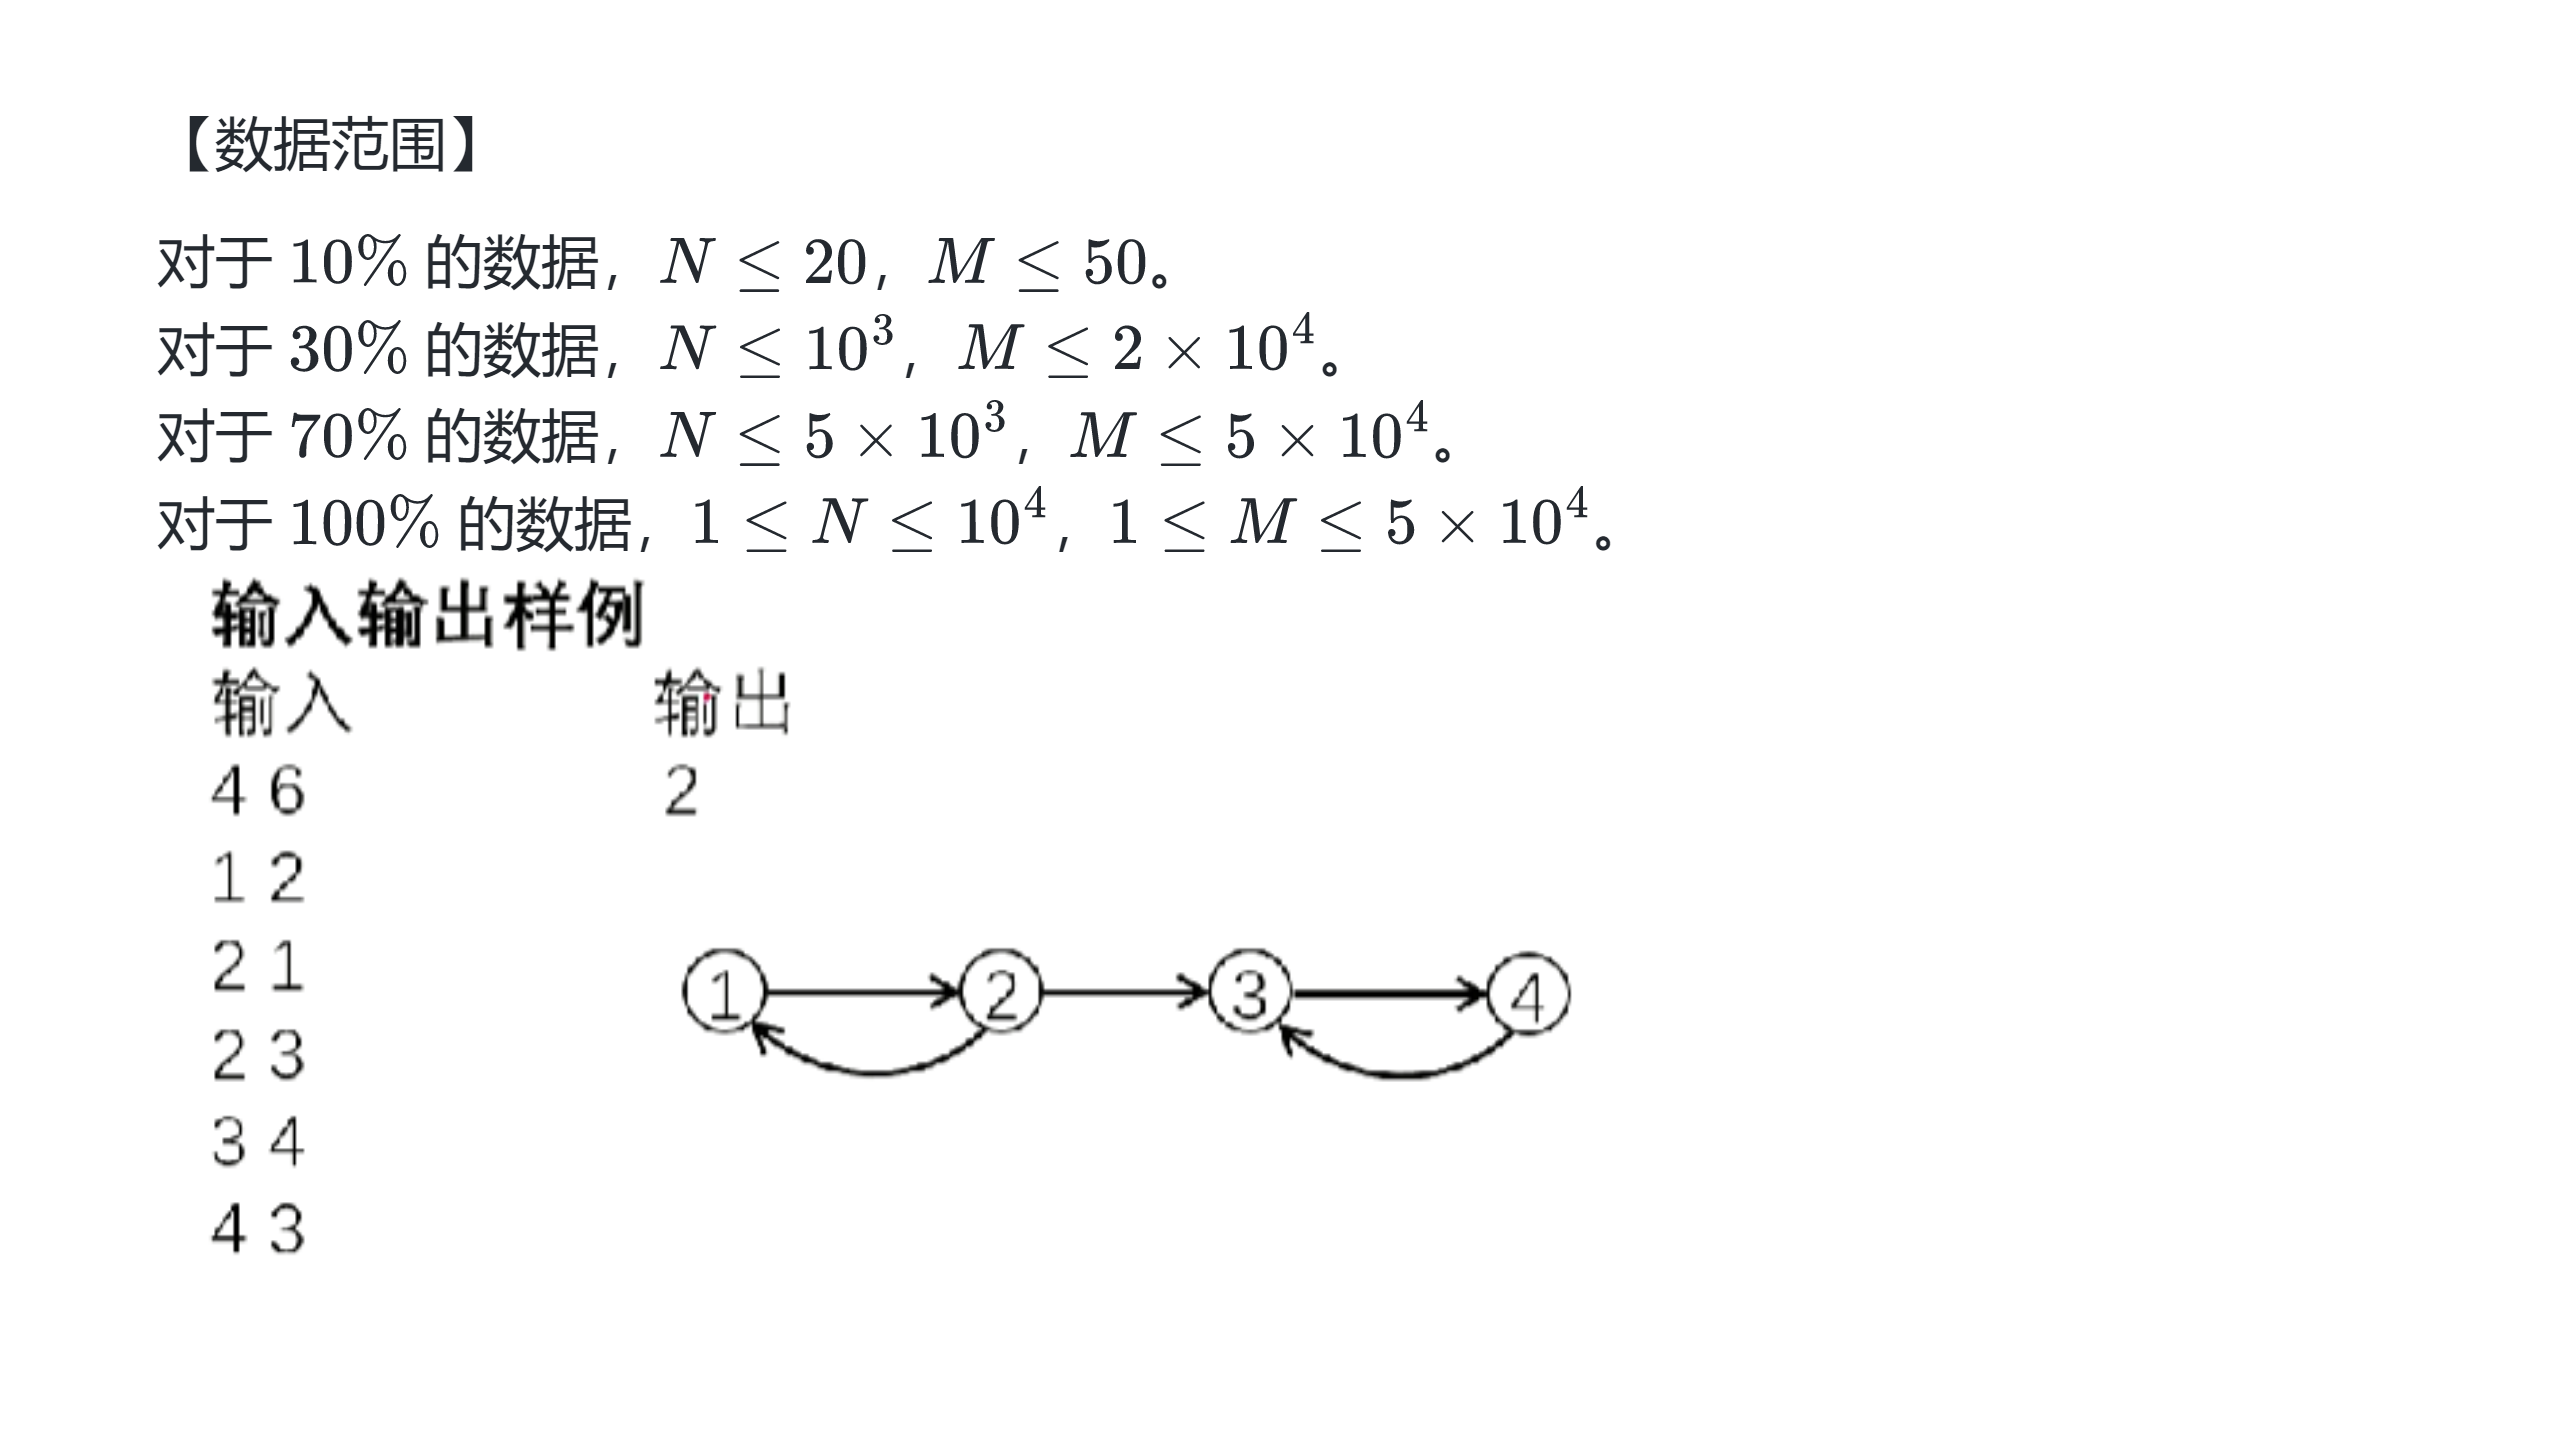 【数据范围】
对于 10% 的数据，N ≤ 20，M ≤ 50。
对于 30% 的数据，N ≤ 10³，M ≤ 2 × 10⁴。
对于 70% 的数据，N ≤ 5 × 10³，M ≤ 5 × 10⁴。
对于 100% 的数据，1 ≤ N ≤ 10⁴，1 ≤ M ≤ 5 × 10⁴。
输入输出样例
输入 输出
4 6 2
1 2
2 1
2 3
3 4
4 3
1 2 3 4